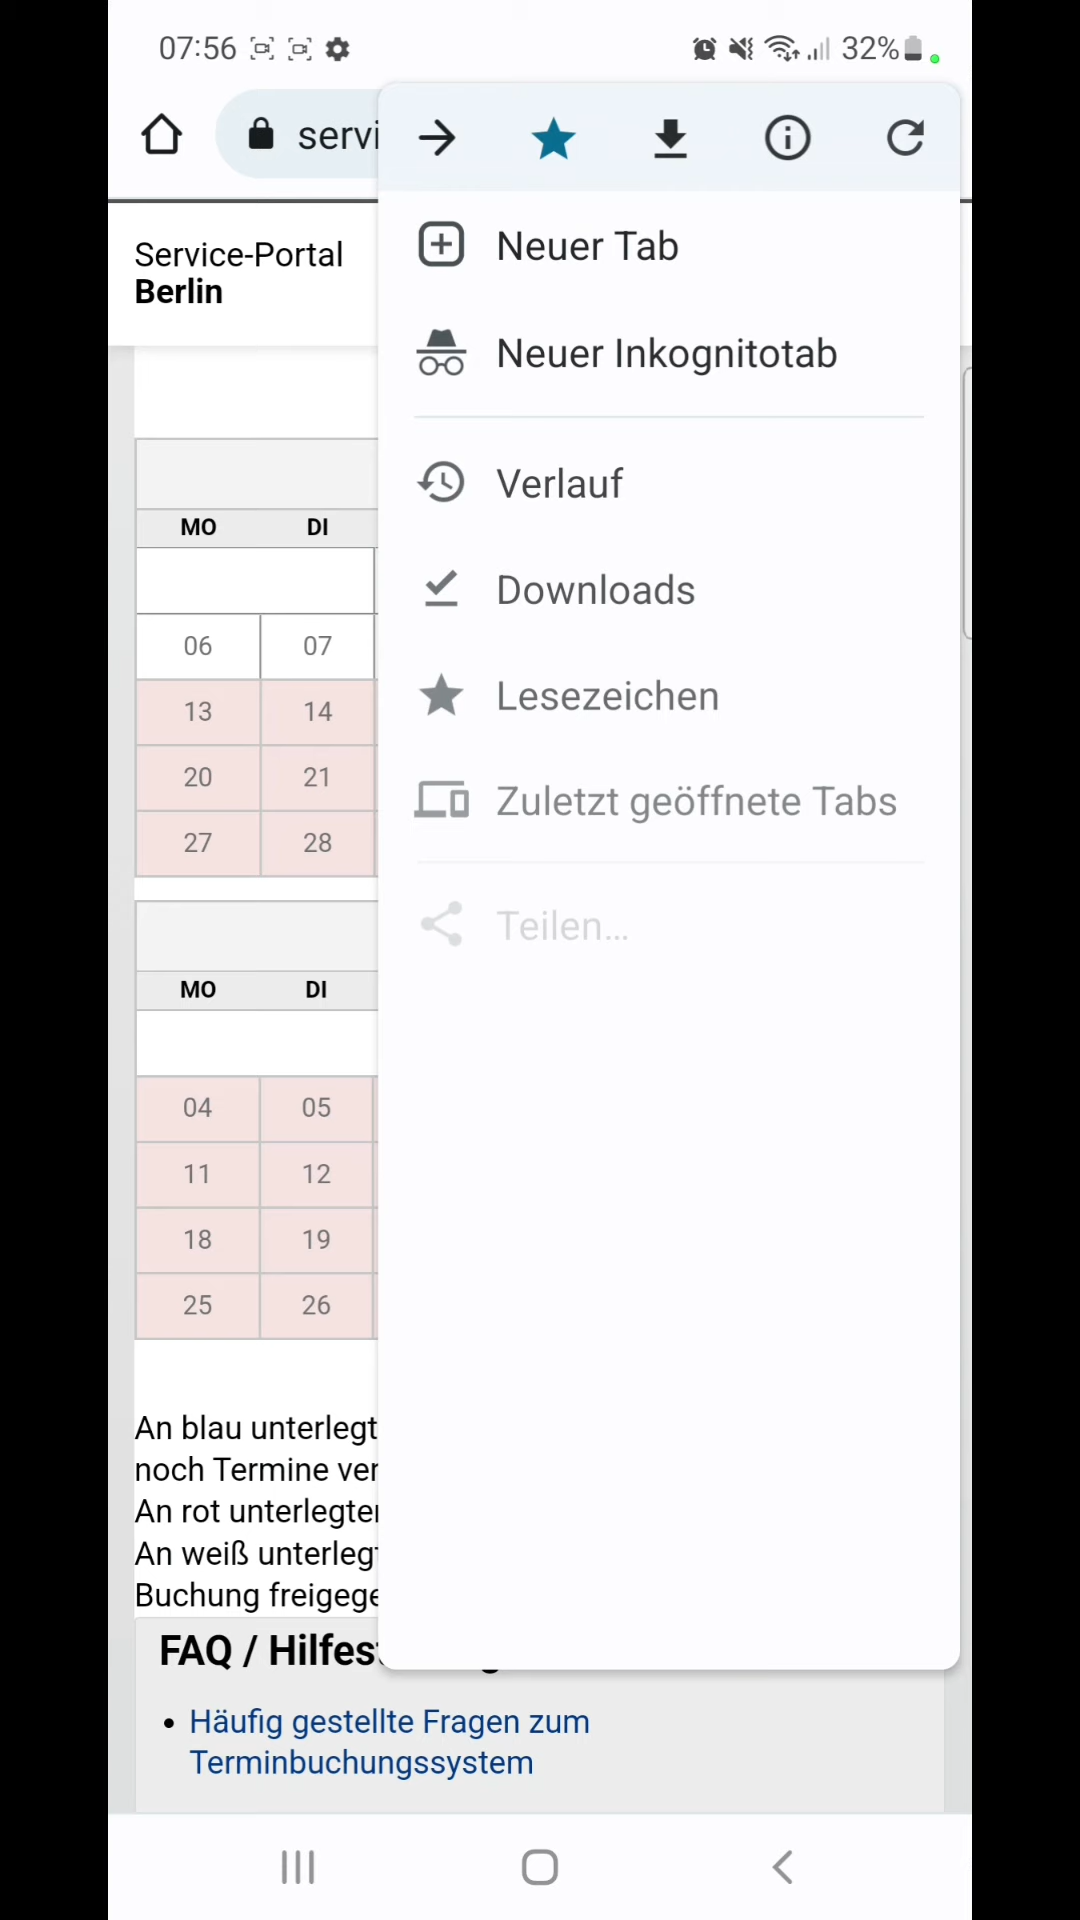 07:56
32%
servi
Neuer Tab
Neuer Inkognitotab
Verlauf
Downloads
Lesezeichen
Zuletzt geöffnete Tabs
Teilen...
Service-Portal
Berlin
MO DI
06 07
13 14
20 21
27 28
MO DI
04 05
11 12
18 19
25 26
An blau unterlegt
noch Termine ver
An rot unterlegte
An weiß unterleg
Buchung freigege
FAQ / Hilfes
Häufig gestellte Fragen zum
Terminbuchungssystem